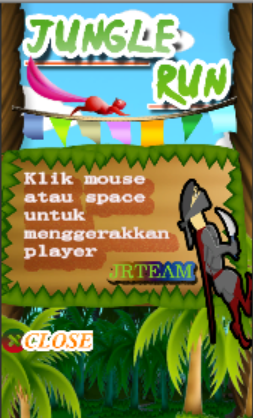 JUNGLE
RUN
Klik mouse
atau space
untuk
menggerakkan
player
JRTEAM
CLOSE